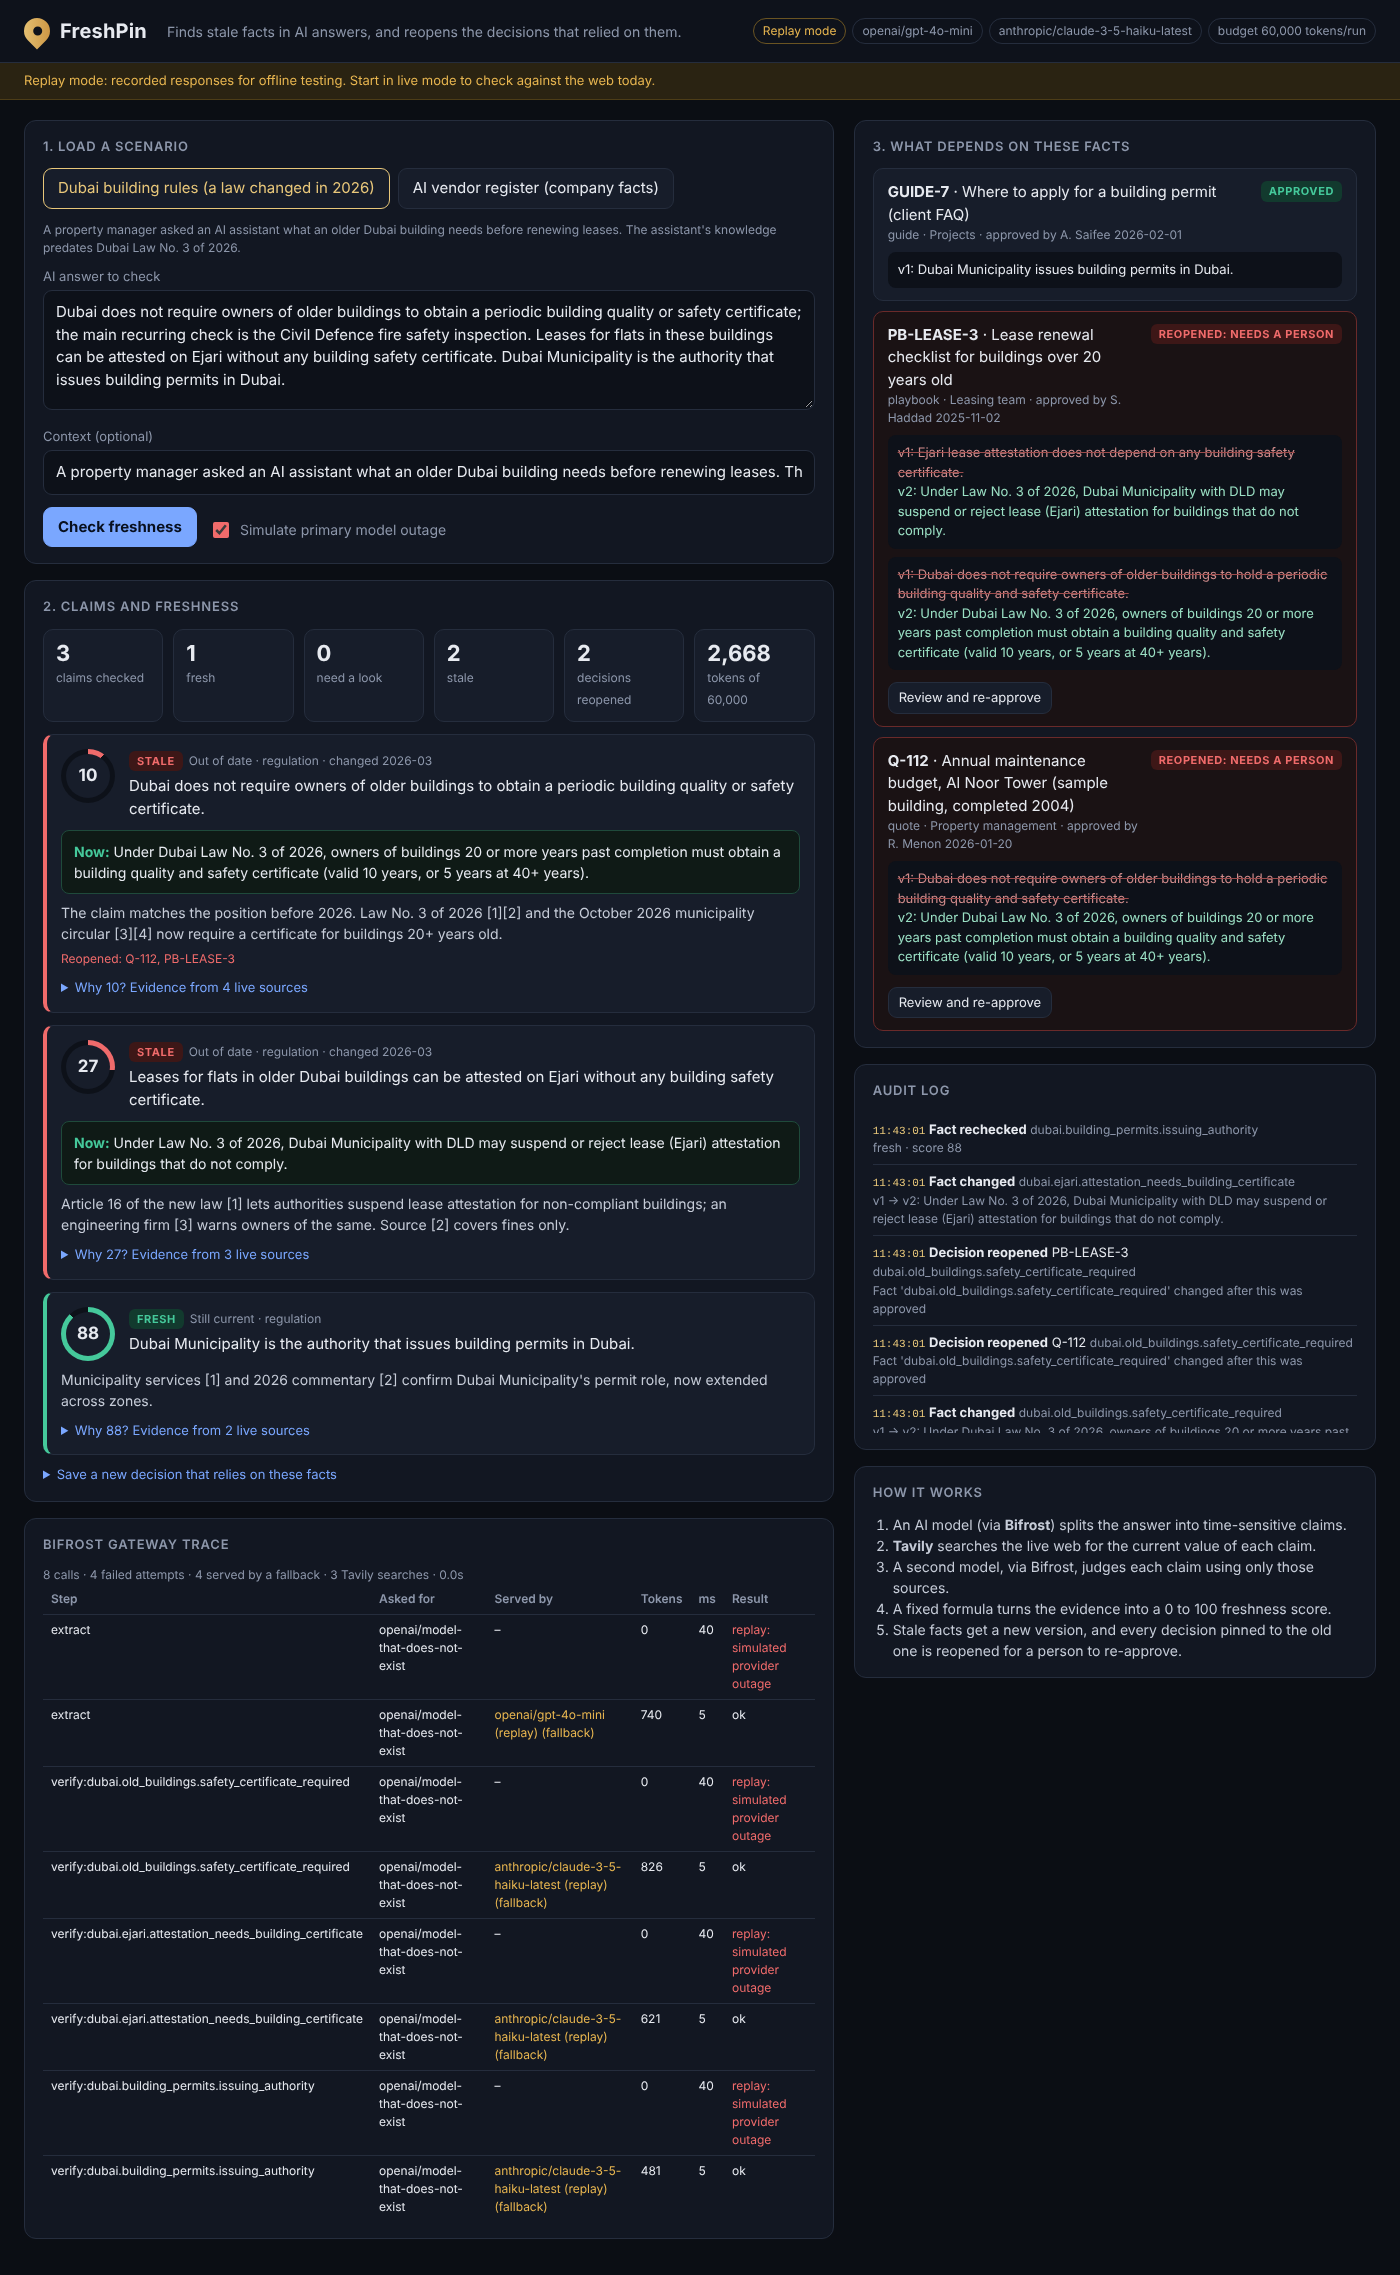 FreshPin
Finds stale facts in AI answers, and reopens the decisions that relied on them.
Replay mode
openai/gpt-4o-mini
anthropic/claude-3-5-haiku-latest
budget 60,000 tokens/run
Replay mode: recorded responses for offline testing. Start in live mode to check against the web today.
1. LOAD A SCENARIO
Dubai building rules (a law changed in 2026)
AI vendor register (company facts)
A property manager asked an AI assistant what an older Dubai building needs before renewing leases. The assistant's knowledge
predates Dubai Law No. 3 of 2026.
AI answer to check
Dubai does not require owners of older buildings to obtain a periodic building quality or safety certificate;
the main recurring check is the Civil Defence fire safety inspection. Leases for flats in these buildings
can be attested on Ejari without any building safety certificate. Dubai Municipality is the authority that
issues building permits in Dubai.
Context (optional)
A property manager asked an AI assistant what an older Dubai building needs before renewing leases. Th
Check freshness
Simulate primary model outage
2. CLAIMS AND FRESHNESS
3
claims checked
1
fresh
0
need a look
2
stale
2
decisions
reopened
2,668
tokens of
60,000
10
STALE Out of date · regulation · changed 2026-03
Dubai does not require owners of older buildings to obtain a periodic building quality or safety
certificate.
Now: Under Dubai Law No. 3 of 2026, owners of buildings 20 or more years past completion must obtain a
building quality and safety certificate (valid 10 years, or 5 years at 40+ years).
The claim matches the position before 2026. Law No. 3 of 2026 [1][2] and the October 2026 municipality
circular [3][4] now require a certificate for buildings 20+ years old.
Reopened: Q-112, PB-LEASE-3
▶ Why 10? Evidence from 4 live sources
27
STALE Out of date · regulation · changed 2026-03
Leases for flats in older Dubai buildings can be attested on Ejari without any building safety
certificate.
Now: Under Law No. 3 of 2026, Dubai Municipality with DLD may suspend or reject lease (Ejari) attestation
for buildings that do not comply.
Article 16 of the new law [1] lets authorities suspend lease attestation for non-compliant buildings; an
engineering firm [3] warns owners of the same. Source [2] covers fines only.
▶ Why 27? Evidence from 3 live sources
88
FRESH Still current · regulation
Dubai Municipality is the authority that issues building permits in Dubai.
Municipality services [1] and 2026 commentary [2] confirm Dubai Municipality's permit role, now extended
across zones.
▶ Why 88? Evidence from 2 live sources
▶ Save a new decision that relies on these facts
BIFROST GATEWAY TRACE
8 calls · 4 failed attempts · 4 served by a fallback · 3 Tavily searches · 0.0s
Step Asked for Served by Tokens ms Result
extract openai/model- – 0 40 replay:
that-does-not- simulated
exist provider
outage
extract openai/model- openai/gpt-4o-mini 740 5 ok
that-does-not- (replay) (fallback)
exist
verify:dubai.old_buildings.safety_certificate_required openai/model- – 0 40 replay:
that-does-not- simulated
exist provider
outage
verify:dubai.old_buildings.safety_certificate_required openai/model- anthropic/claude-3-5- 826 5 ok
that-does-not- haiku-latest (replay)
exist (fallback)
verify:dubai.ejari.attestation_needs_building_certificate openai/model- – 0 40 replay:
that-does-not- simulated
exist provider
outage
verify:dubai.ejari.attestation_needs_building_certificate openai/model- anthropic/claude-3-5- 621 5 ok
that-does-not- haiku-latest (replay)
exist (fallback)
verify:dubai.building_permits.issuing_authority openai/model- – 0 40 replay:
that-does-not- simulated
exist provider
outage
verify:dubai.building_permits.issuing_authority openai/model- anthropic/claude-3-5- 481 5 ok
that-does-not- haiku-latest (replay)
exist (fallback)
3. WHAT DEPENDS ON THESE FACTS
GUIDE-7 · Where to apply for a building permit
(client FAQ)
APPROVED
guide · Projects · approved by A. Saifee 2026-02-01
v1: Dubai Municipality issues building permits in Dubai.
PB-LEASE-3 · Lease renewal
checklist for buildings over 20
years old
REOPENED: NEEDS A PERSON
playbook · Leasing team · approved by S.
Haddad 2025-11-02
v1: Ejari lease attestation does not depend on any building safety
certificate.
v2: Under Law No. 3 of 2026, Dubai Municipality with DLD may
suspend or reject lease (Ejari) attestation for buildings that do not
comply.
v1: Dubai does not require owners of older buildings to hold a periodic
building quality and safety certificate.
v2: Under Dubai Law No. 3 of 2026, owners of buildings 20 or more
years past completion must obtain a building quality and safety
certificate (valid 10 years, or 5 years at 40+ years).
Review and re-approve
Q-112 · Annual maintenance
budget, Al Noor Tower (sample
building, completed 2004)
REOPENED: NEEDS A PERSON
quote · Property management · approved by
R. Menon 2026-01-20
v1: Dubai does not require owners of older buildings to hold a periodic
building quality and safety certificate.
v2: Under Dubai Law No. 3 of 2026, owners of buildings 20 or more
years past completion must obtain a building quality and safety
certificate (valid 10 years, or 5 years at 40+ years).
Review and re-approve
AUDIT LOG
11:43:01 Fact rechecked dubai.building_permits.issuing_authority
fresh · score 88
11:43:01 Fact changed dubai.ejari.attestation_needs_building_certificate
v1 → v2: Under Law No. 3 of 2026, Dubai Municipality with DLD may suspend or
reject lease (Ejari) attestation for buildings that do not comply.
11:43:01 Decision reopened PB-LEASE-3
dubai.old_buildings.safety_certificate_required
Fact 'dubai.old_buildings.safety_certificate_required' changed after this was
approved
11:43:01 Decision reopened Q-112 dubai.old_buildings.safety_certificate_required
Fact 'dubai.old_buildings.safety_certificate_required' changed after this was
approved
11:43:01 Fact changed dubai.old_buildings.safety_certificate_required
v1 → v2: Under Dubai Law No. 3 of 2026, owners of buildings 20 or more years past
HOW IT WORKS
1. An AI model (via Bifrost) splits the answer into time-sensitive claims.
2. Tavily searches the live web for the current value of each claim.
3. A second model, via Bifrost, judges each claim using only those
sources.
4. A fixed formula turns the evidence into a 0 to 100 freshness score.
5. Stale facts get a new version, and every decision pinned to the old
one is reopened for a person to re-approve.